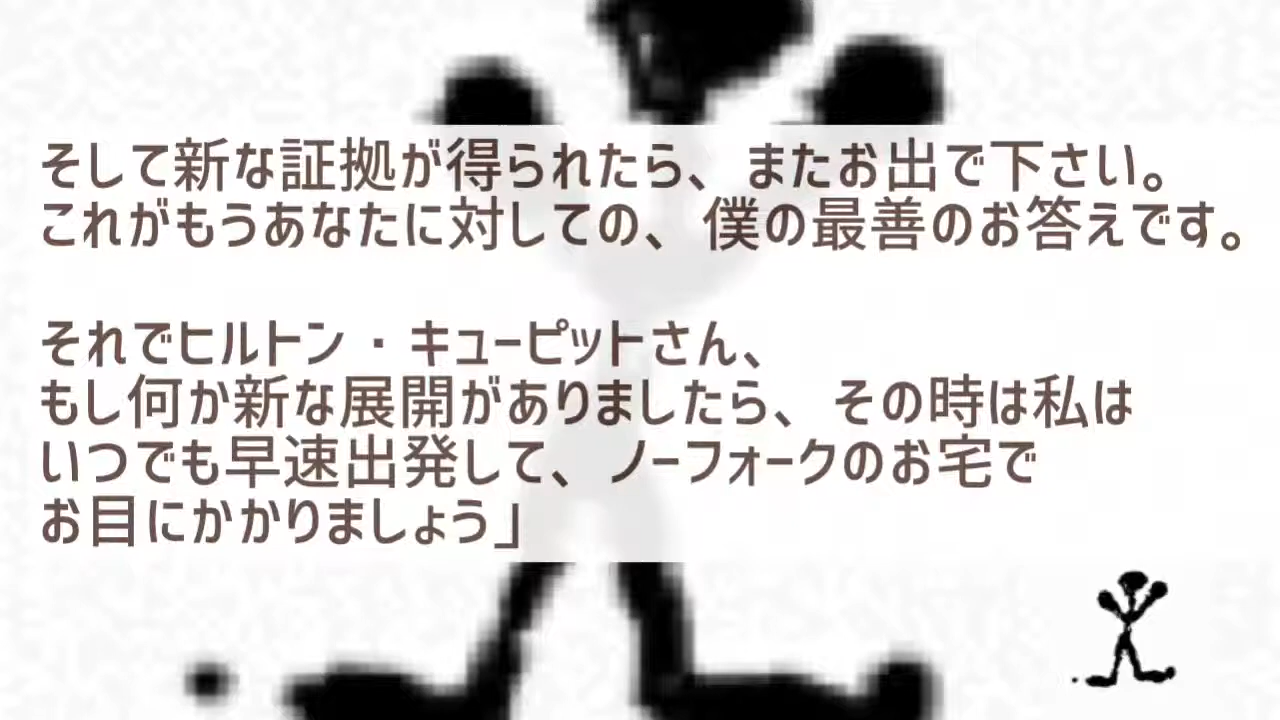 そして新な証拠が得られたら、またお出で下さい。
これがもうあなたに対しての、僕の最善のお答えです。
それでヒルトン・キューピットさん、
もし何か新な展開がありましたら、その時は私は
いつでも早速出発して、ノーフォークのお宅で
お目にかかりましょう」